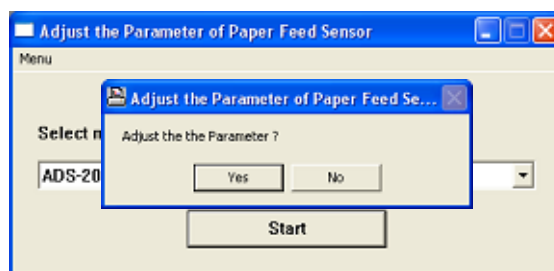 Adjust the Parameter of Paper Feed Sensor
Menu
Adjust the Parameter of Paper Feed Se...
Select
Adjust the the Parameter ?
ADS-20
Yes
No
Start